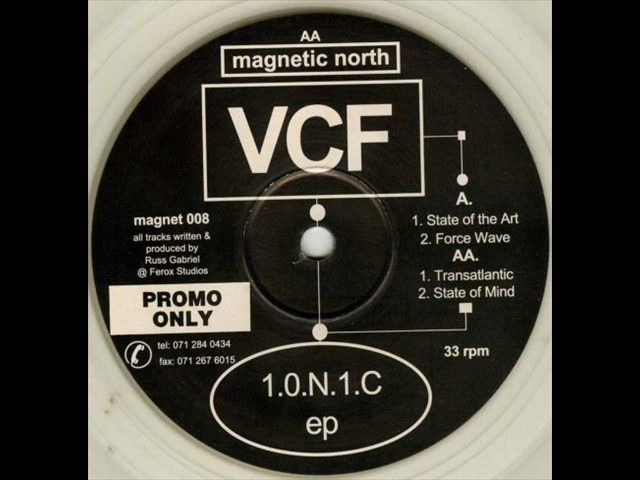 AA
magnetic north
VCF
A.
1. State of the Art
2. Force Wave
AA.
1. Transatlantic
2. State of Mind
magnet 008
all tracks written &
produced by
Russ Gabriel
@ Ferox Studios
PROMO
ONLY
tel: 071 284 0434
fax: 071 267 6015
33 rpm
1.0.N.1.C
ep